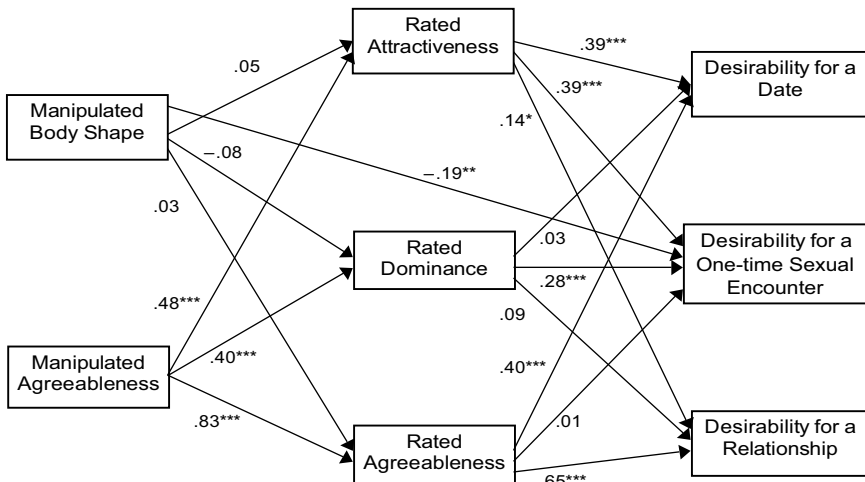 Rated
Attractiveness
.39***
Desirability for a
Date
.05
.39***
Manipulated
Body Shape
.14*
–.08
–.19**
.03
Rated
Dominance
.03
Desirability for a
One-time Sexual
Encounter
.28***
.48***
.09
Manipulated
Agreeableness
.40***
.40***
.83***
.01
Rated
Agreeableness
Desirability for a
Relationship
.65***